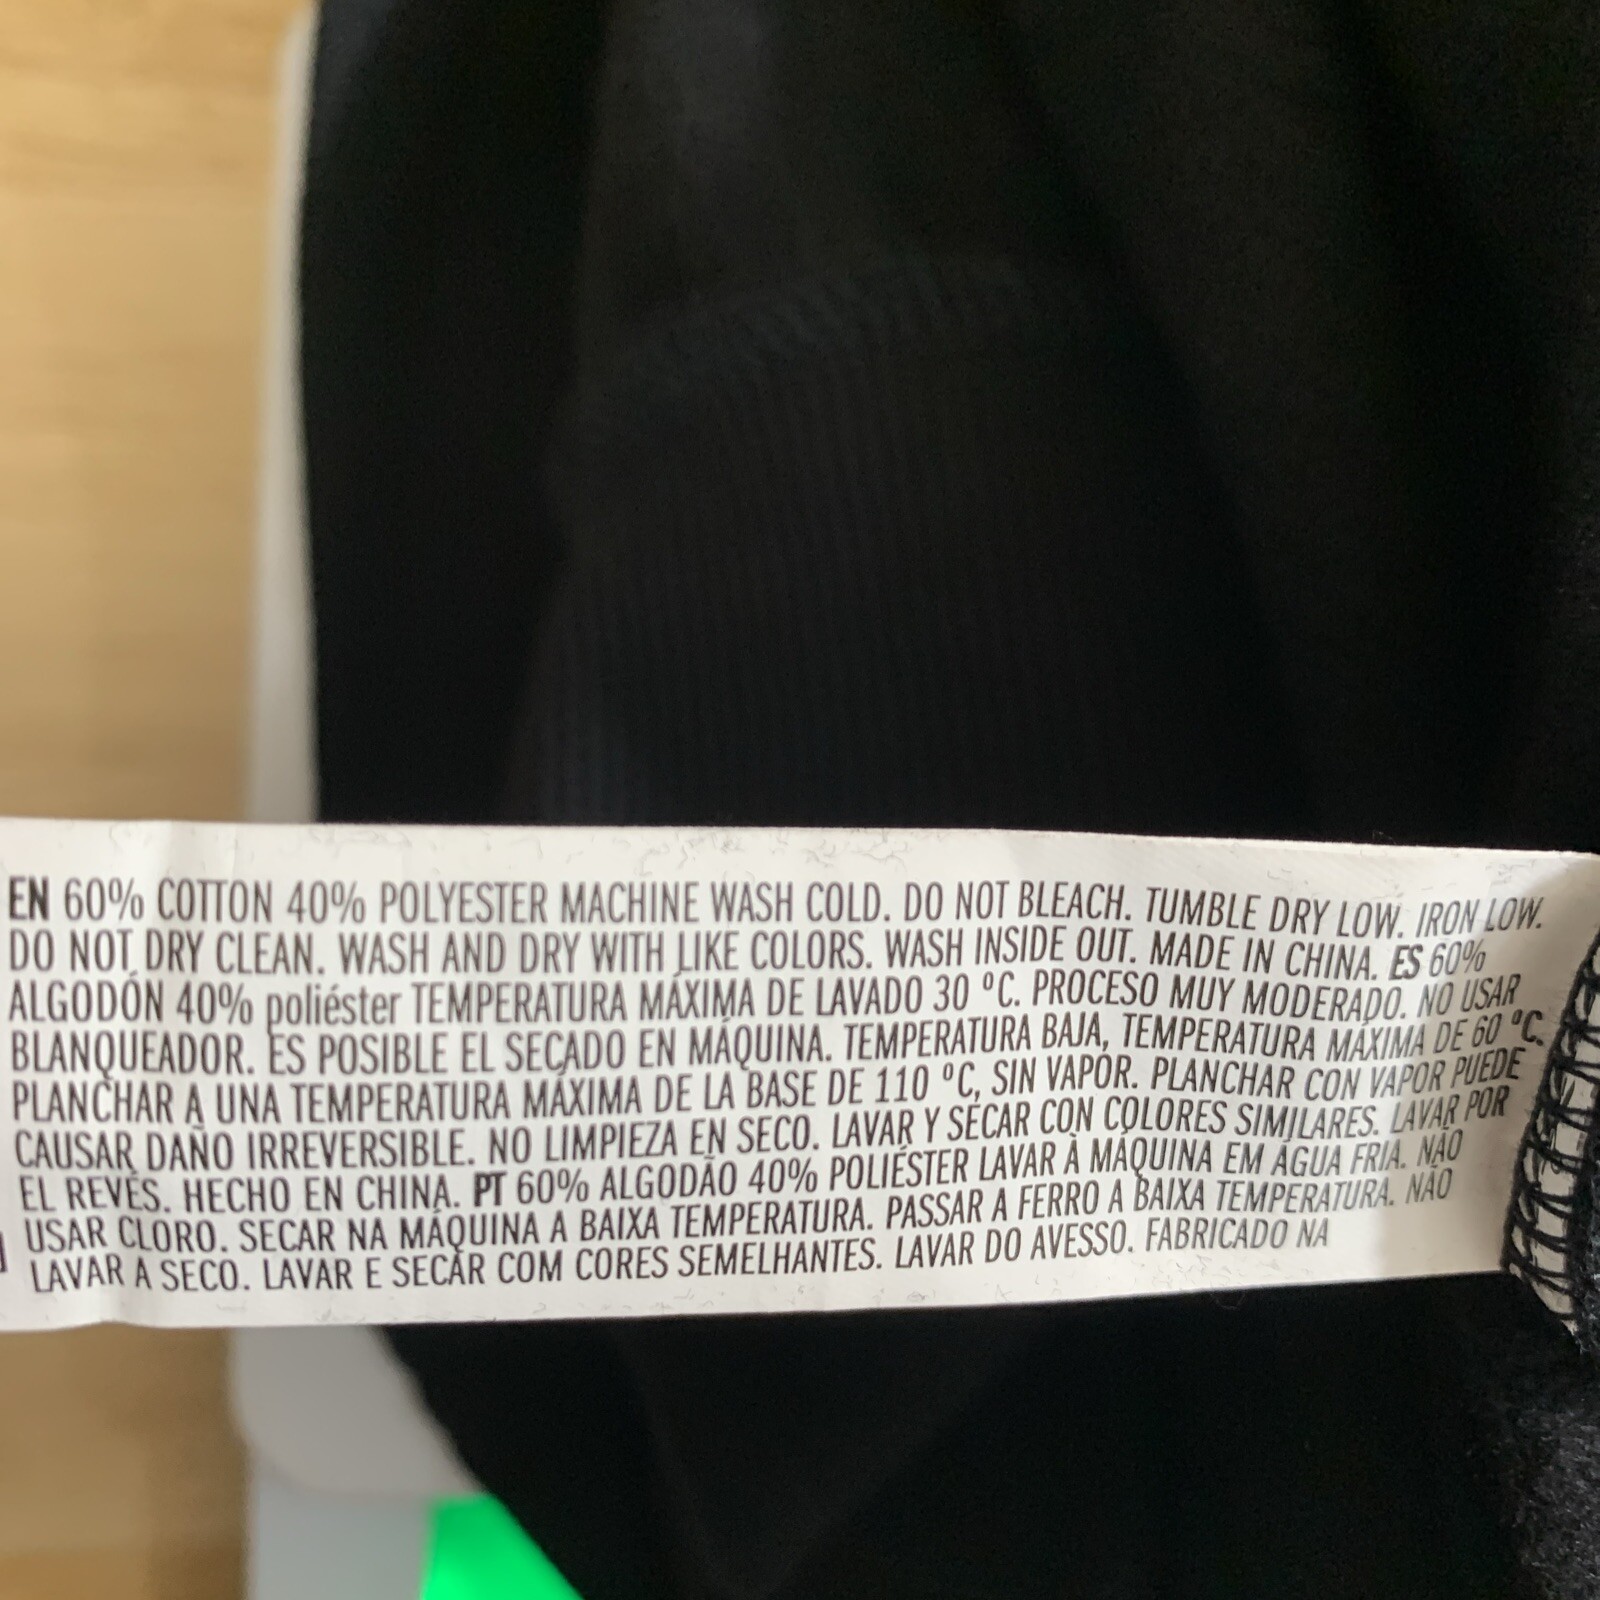 EN 60% COTTON 40% POLYESTER MACHINE WASH COLD. DO NOT BLEACH. TUMBLE DRY LOW. IRON LOW.
DO NOT DRY CLEAN. WASH AND DRY WITH LIKE COLORS. WASH INSIDE OUT. MADE IN CHINA. ES 60%
ALGODÓN 40% poliéster TEMPERATURA MÁXIMA DE LAVADO 30 ºC. PROCESO MUY MODERADO. NO USAR
BLANQUEADOR. ES POSIBLE EL SECADO EN MÁQUINA. TEMPERATURA BAJA, TEMPERATURA MÁXIMA DE 60 ºC.
PLANCHAR A UNA TEMPERATURA MÁXIMA DE LA BASE DE 110 ºC, SIN VAPOR. PLANCHAR CON VAPOR PUEDE
CAUSAR DAÑO IRREVERSIBLE. NO LIMPIEZA EN SECO. LAVAR Y SECAR CON COLORES SIMILARES. LAVAR POR
EL REVÉS. HECHO EN CHINA. PT 60% ALGODÃO 40% POLIÉSTER LAVAR À MÁQUINA EM ÁGUA FRIA. NÃO
USAR CLORO. SECAR NA MÁQUINA A BAIXA TEMPERATURA. PASSAR A FERRO A BAIXA TEMPERATURA. NÃO
LAVAR A SECO. LAVAR E SECAR COM CORES SEMELHANTES. LAVAR DO AVESSO. FABRICADO NA